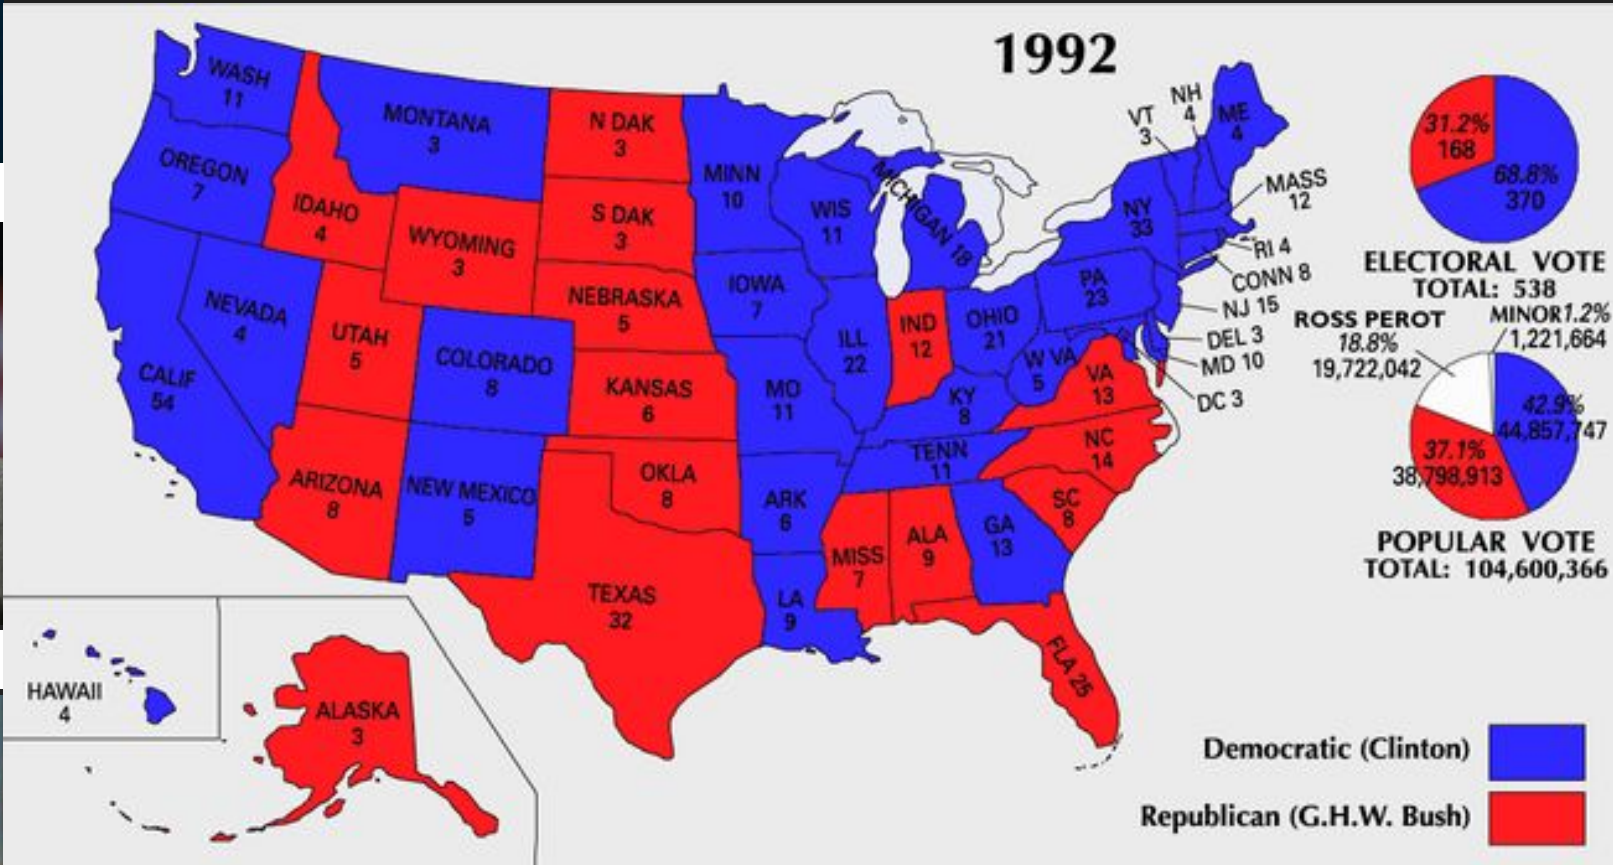 1992
WASH
11
OREGON
7
CALIF
54
NEVADA
4
IDAHO
4
MONTANA
3
WYOMING
3
UTAH
5
COLORADO
8
ARIZONA
8
NEW MEXICO
5
N DAK
3
S DAK
3
NEBRASKA
5
KANSAS
6
OKLA
8
TEXAS
32
MINN
10
IOWA
7
MO
11
ARK
6
LA
9
WIS
11
ILL
22
MICHIGAN 18
IND
12
OHIO
21
KY
8
TENN
11
MISS
7
ALA
9
GA
13
FLA 25
SC
8
NC
14
VA
13
W VA
5
PA
23
NY
33
VT
3
NH
4
ME
4
MASS
12
RI 4
CONN 8
NJ 15
DEL 3
MD 10
DC 3
HAWAII
4
ALASKA
3
31.2%
168
68.8%
370
ELECTORAL VOTE
TOTAL: 538
ROSS PEROT
18.8%
19,722,042
MINOR 1.2%
1,221,664
42.9%
44,857,747
37.1%
38,798,913
POPULAR VOTE
TOTAL: 104,600,366
Democratic (Clinton)
Republican (G.H.W. Bush)